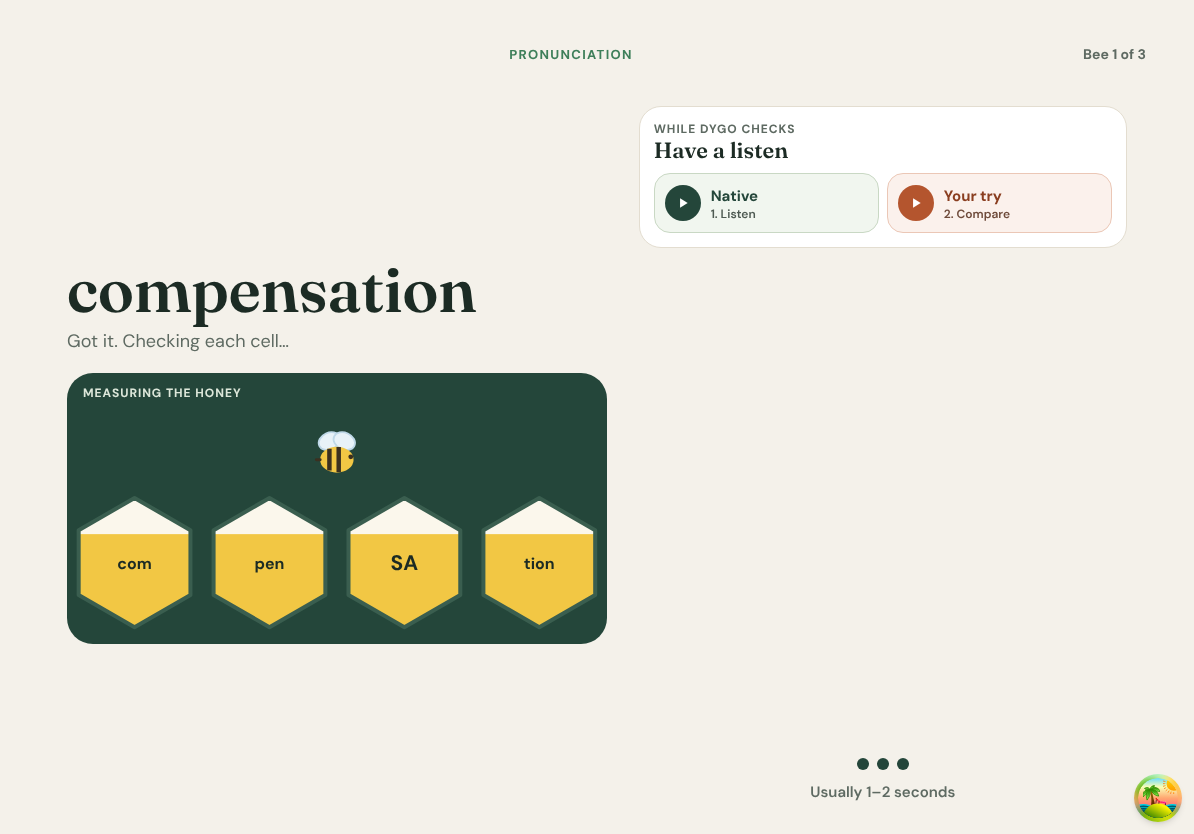 PRONUNCIATION
Bee 1 of 3
WHILE DYGO CHECKS
Have a listen
Native
1. Listen
Your try
2. Compare
compensation
Got it. Checking each cell...
MEASURING THE HONEY
com
pen
SA
tion
Usually 1–2 seconds